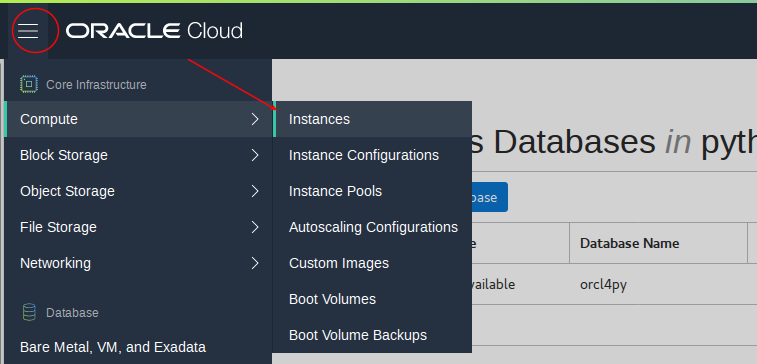 ORACLE Cloud
Core Infrastructure
Compute
Block Storage
Object Storage
File Storage
Networking
Database
Bare Metal, VM, and Exadata
Instances
Instance Configurations
Instance Pools
Autoscaling Configurations
Custom Images
Boot Volumes
Boot Volume Backups
s Databases in pyth
base
e
Database Name
vailable
orcl4py